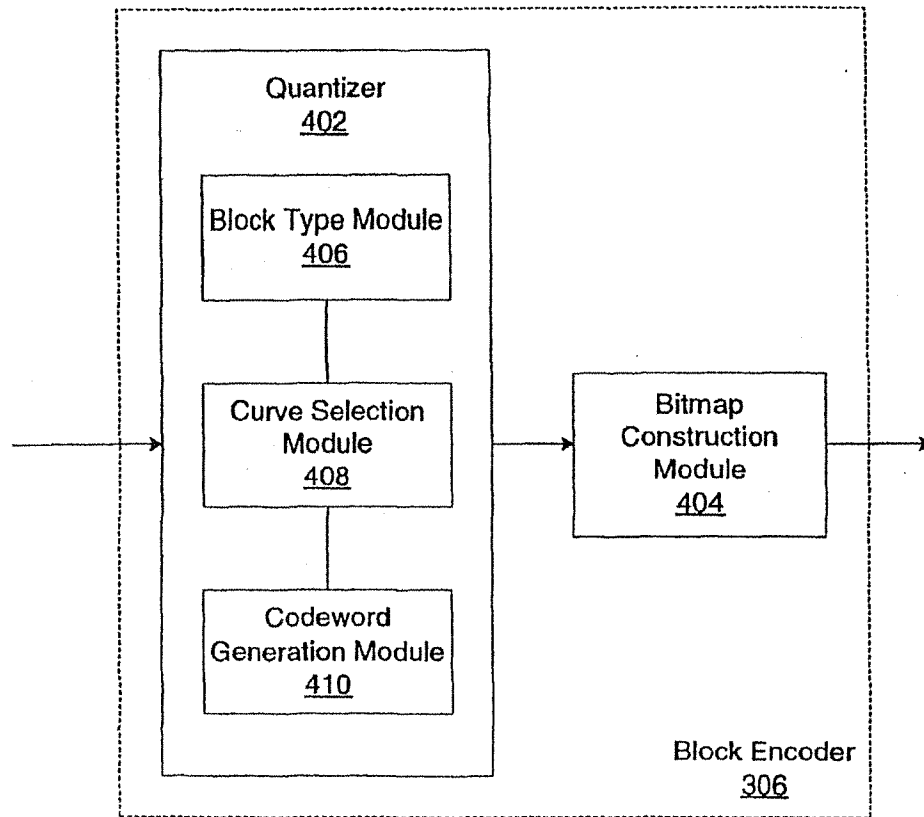 Quantizer
402
Block Type Module
406
Curve Selection
Module
408
Codeword
Generation Module
410
Bitmap
Construction
Module
404
Block Encoder
306